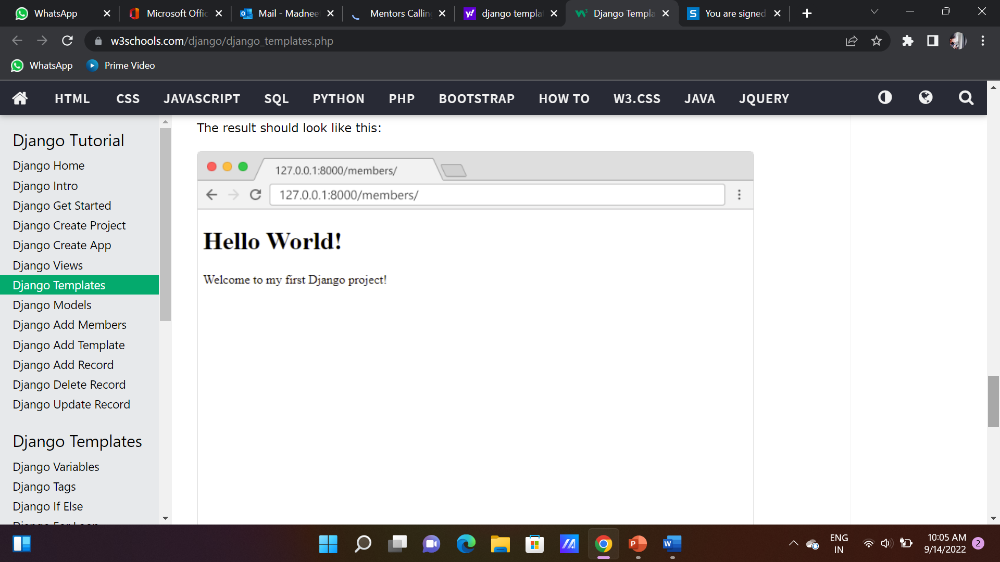 WhatsApp
Microsoft Offic
Mail - Madnee
Mentors Calling
django templa
Django Templa
You are signed
w3schools.com/django/django_templates.php
WhatsApp
Prime Video
HTML CSS JAVASCRIPT SQL PYTHON PHP BOOTSTRAP HOW TO W3.CSS JAVA JQUERY
Django Tutorial
Django Home
Django Intro
Django Get Started
Django Create Project
Django Create App
Django Views
Django Templates
Django Models
Django Add Members
Django Add Template
Django Add Record
Django Delete Record
Django Update Record
Django Templates
Django Variables
Django Tags
Django If Else
The result should look like this:
127.0.0.1:8000/members/
127.0.0.1:8000/members/
Hello World!
Welcome to my first Django project!
ENG
IN
10:05 AM
9/14/2022
2